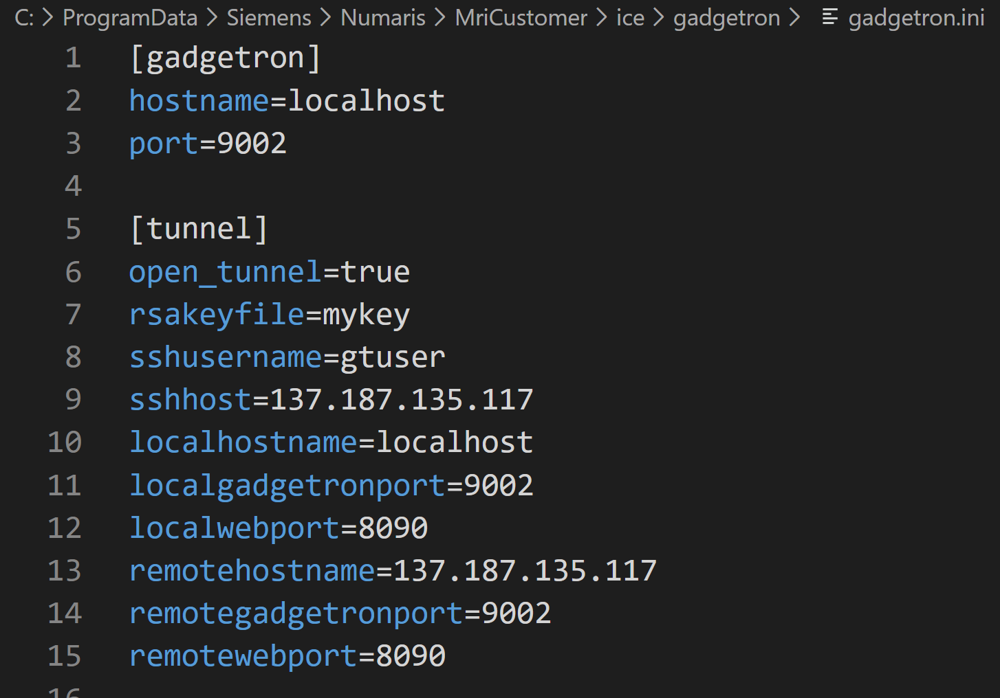 C: > ProgramData > Siemens > Numaris > MriCustomer > ice > gadgetron > gadgetron.ini
1 [gadgetron]
2 hostname=localhost
3 port=9002
4
5 [tunnel]
6 open_tunnel=true
7 rsakeyfile=mykey
8 sshusername=gtuser
9 sshhost=137.187.135.117
10 localhostname=localhost
11 localgadgetronport=9002
12 localwebport=8090
13 remotehostname=137.187.135.117
14 remotegadgetronport=9002
15 remotewebport=8090
16